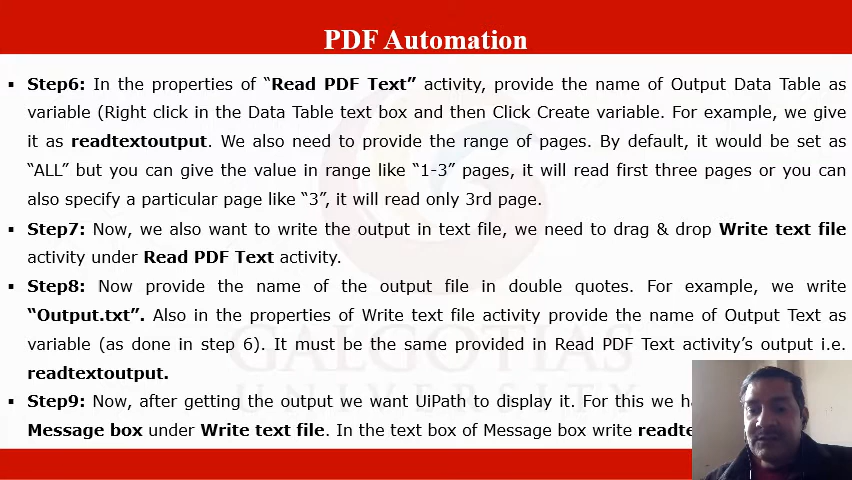 PDF Automation
▪ Step6: In the properties of “Read PDF Text” activity, provide the name of Output Data Table as
variable (Right click in the Data Table text box and then Click Create variable. For example, we give
it as readtextoutput. We also need to provide the range of pages. By default, it would be set as
“ALL” but you can give the value in range like “1-3” pages, it will read first three pages or you can
also specify a particular page like “3”, it will read only 3rd page.
▪ Step7: Now, we also want to write the output in text file, we need to drag & drop Write text file
activity under Read PDF Text activity.
▪ Step8: Now provide the name of the output file in double quotes. For example, we write
“Output.txt”. Also in the properties of Write text file activity provide the name of Output Text as
variable (as done in step 6). It must be the same provided in Read PDF Text activity’s output i.e.
readtextoutput.
▪ Step9: Now, after getting the output we want UiPath to display it. For this we
Message box under Write text file. In the text box of Message box write
GALGOTIAS
UNIVERSITY